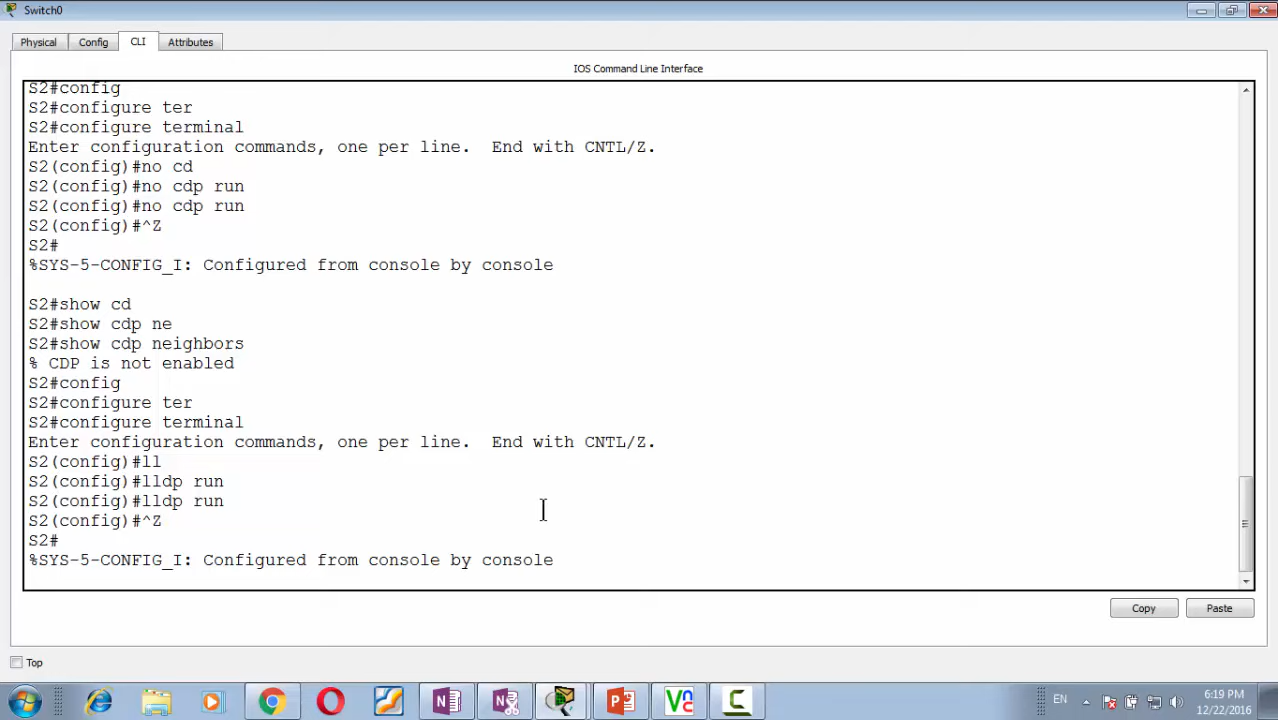 Switch0
Physical Config CLI Attributes
IOS Command Line Interface
S2#config
S2#configure ter
S2#configure terminal
Enter configuration commands, one per line.  End with CNTL/Z.
S2(config)#no cd
S2(config)#no cdp run
S2(config)#no cdp run
S2(config)#^Z
S2#
%SYS-5-CONFIG_I: Configured from console by console
S2#show cd
S2#show cdp ne
S2#show cdp neighbors
% CDP is not enabled
S2#config
S2#configure ter
S2#configure terminal
Enter configuration commands, one per line.  End with CNTL/Z.
S2(config)#ll
S2(config)#lldp run
S2(config)#lldp run
S2(config)#^Z
S2#
%SYS-5-CONFIG_I: Configured from console by console
Copy Paste
Top
EN
6:19 PM
12/22/2016